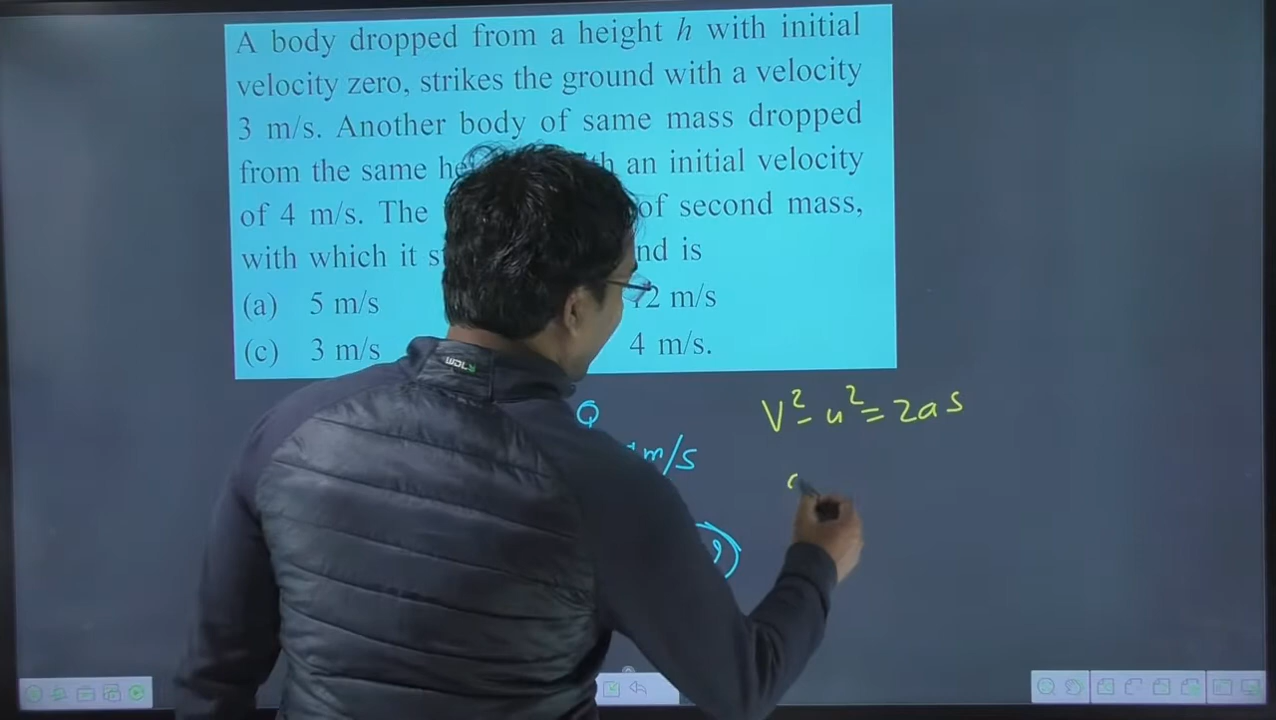 A body dropped from a height h with initial
velocity zero, strikes the ground with a velocity
3 m/s. Another body of same mass dropped
from the same an initial velocity
of 4 m/s. The of second mass,
with which it is
(a) 5 m/s 12 m/s
(c) 3 m/s 4 m/s.
Q
m/s
V² - u² = 2as